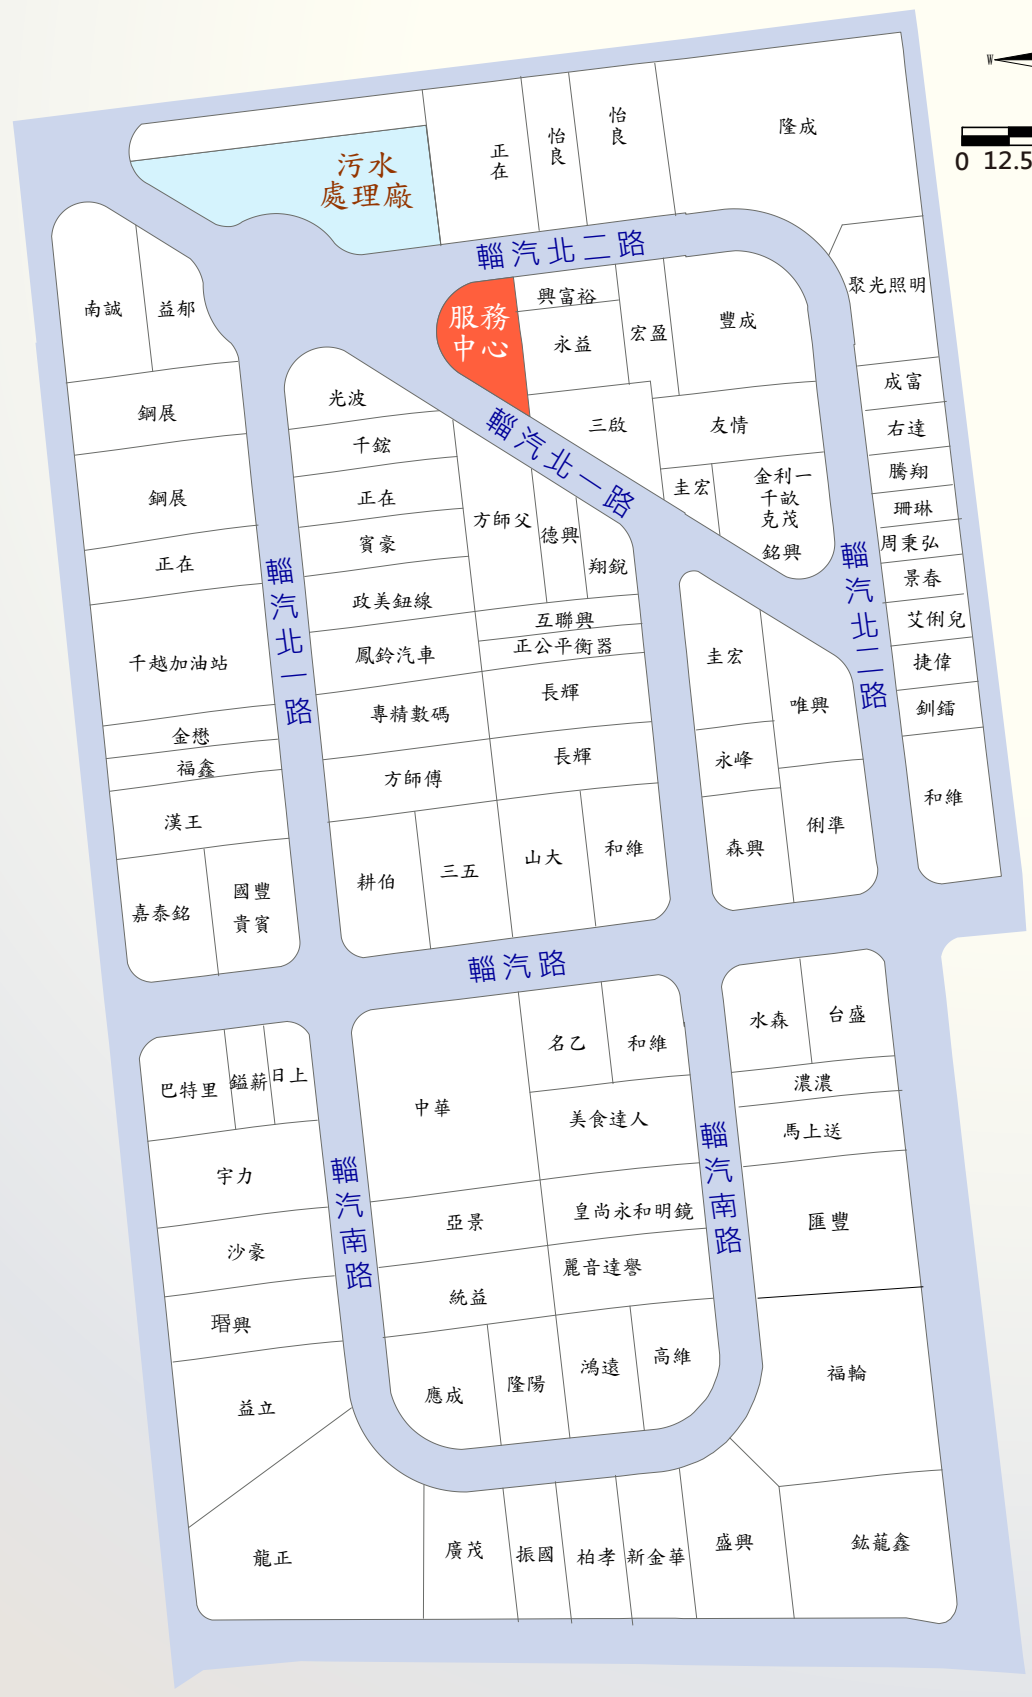 W
0 12.5
污水
處理廠
正在
怡良
怡良
隆成
輜汽北二路
聚光照明
南誠
益郁
服務
中心
興富裕
永益
宏盈
豐成
成富
右達
騰翔
珊琳
周秉弘
景春
艾俐兒
捷偉
釧鐳
和維
鋼展
鋼展
正在
千越加油站
金懋
福鑫
漢王
嘉泰銘
國豐
貴賓
輜汽北一路
光波
千鋐
正在
賓豪
政美鈕線
鳳鈴汽車
專精數碼
方師傅
耕伯
三五
山大
和維
方師父
德興
翔銳
互聯興
正公平衡器
長輝
長輝
輜汽北一路
三啟
友情
圭宏
金利一
千畝
克茂
銘興
輜汽北二路
圭宏
唯興
永峰
森興
俐準
輜汽路
巴特里
鎰薪
日上
宇力
沙豪
瑨興
益立
龍正
輜汽南路
中華
名乙
和維
美食達人
亞景
皇尚永和明鏡
統益
麗音達譽
應成
隆陽
鴻遠
高維
輜汽南路
水森
台盛
濃濃
馬上送
匯豐
福輪
廣茂
振國
柏孝
新金華
盛興
鈜蘢鑫